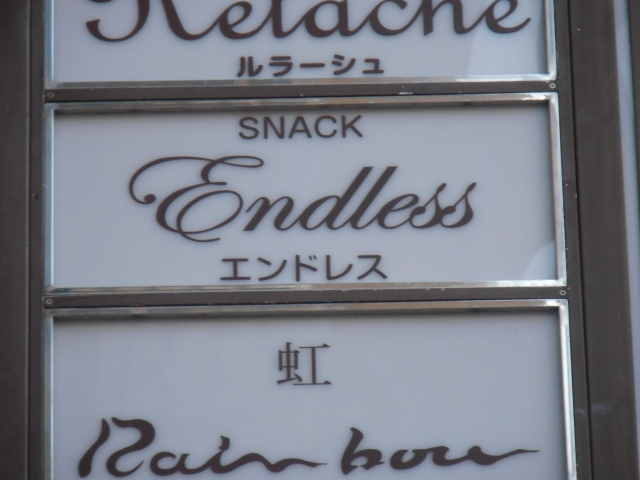 Relache
ルラーシュ
SNACK
Endless
エンドレス
虹
Rainbow